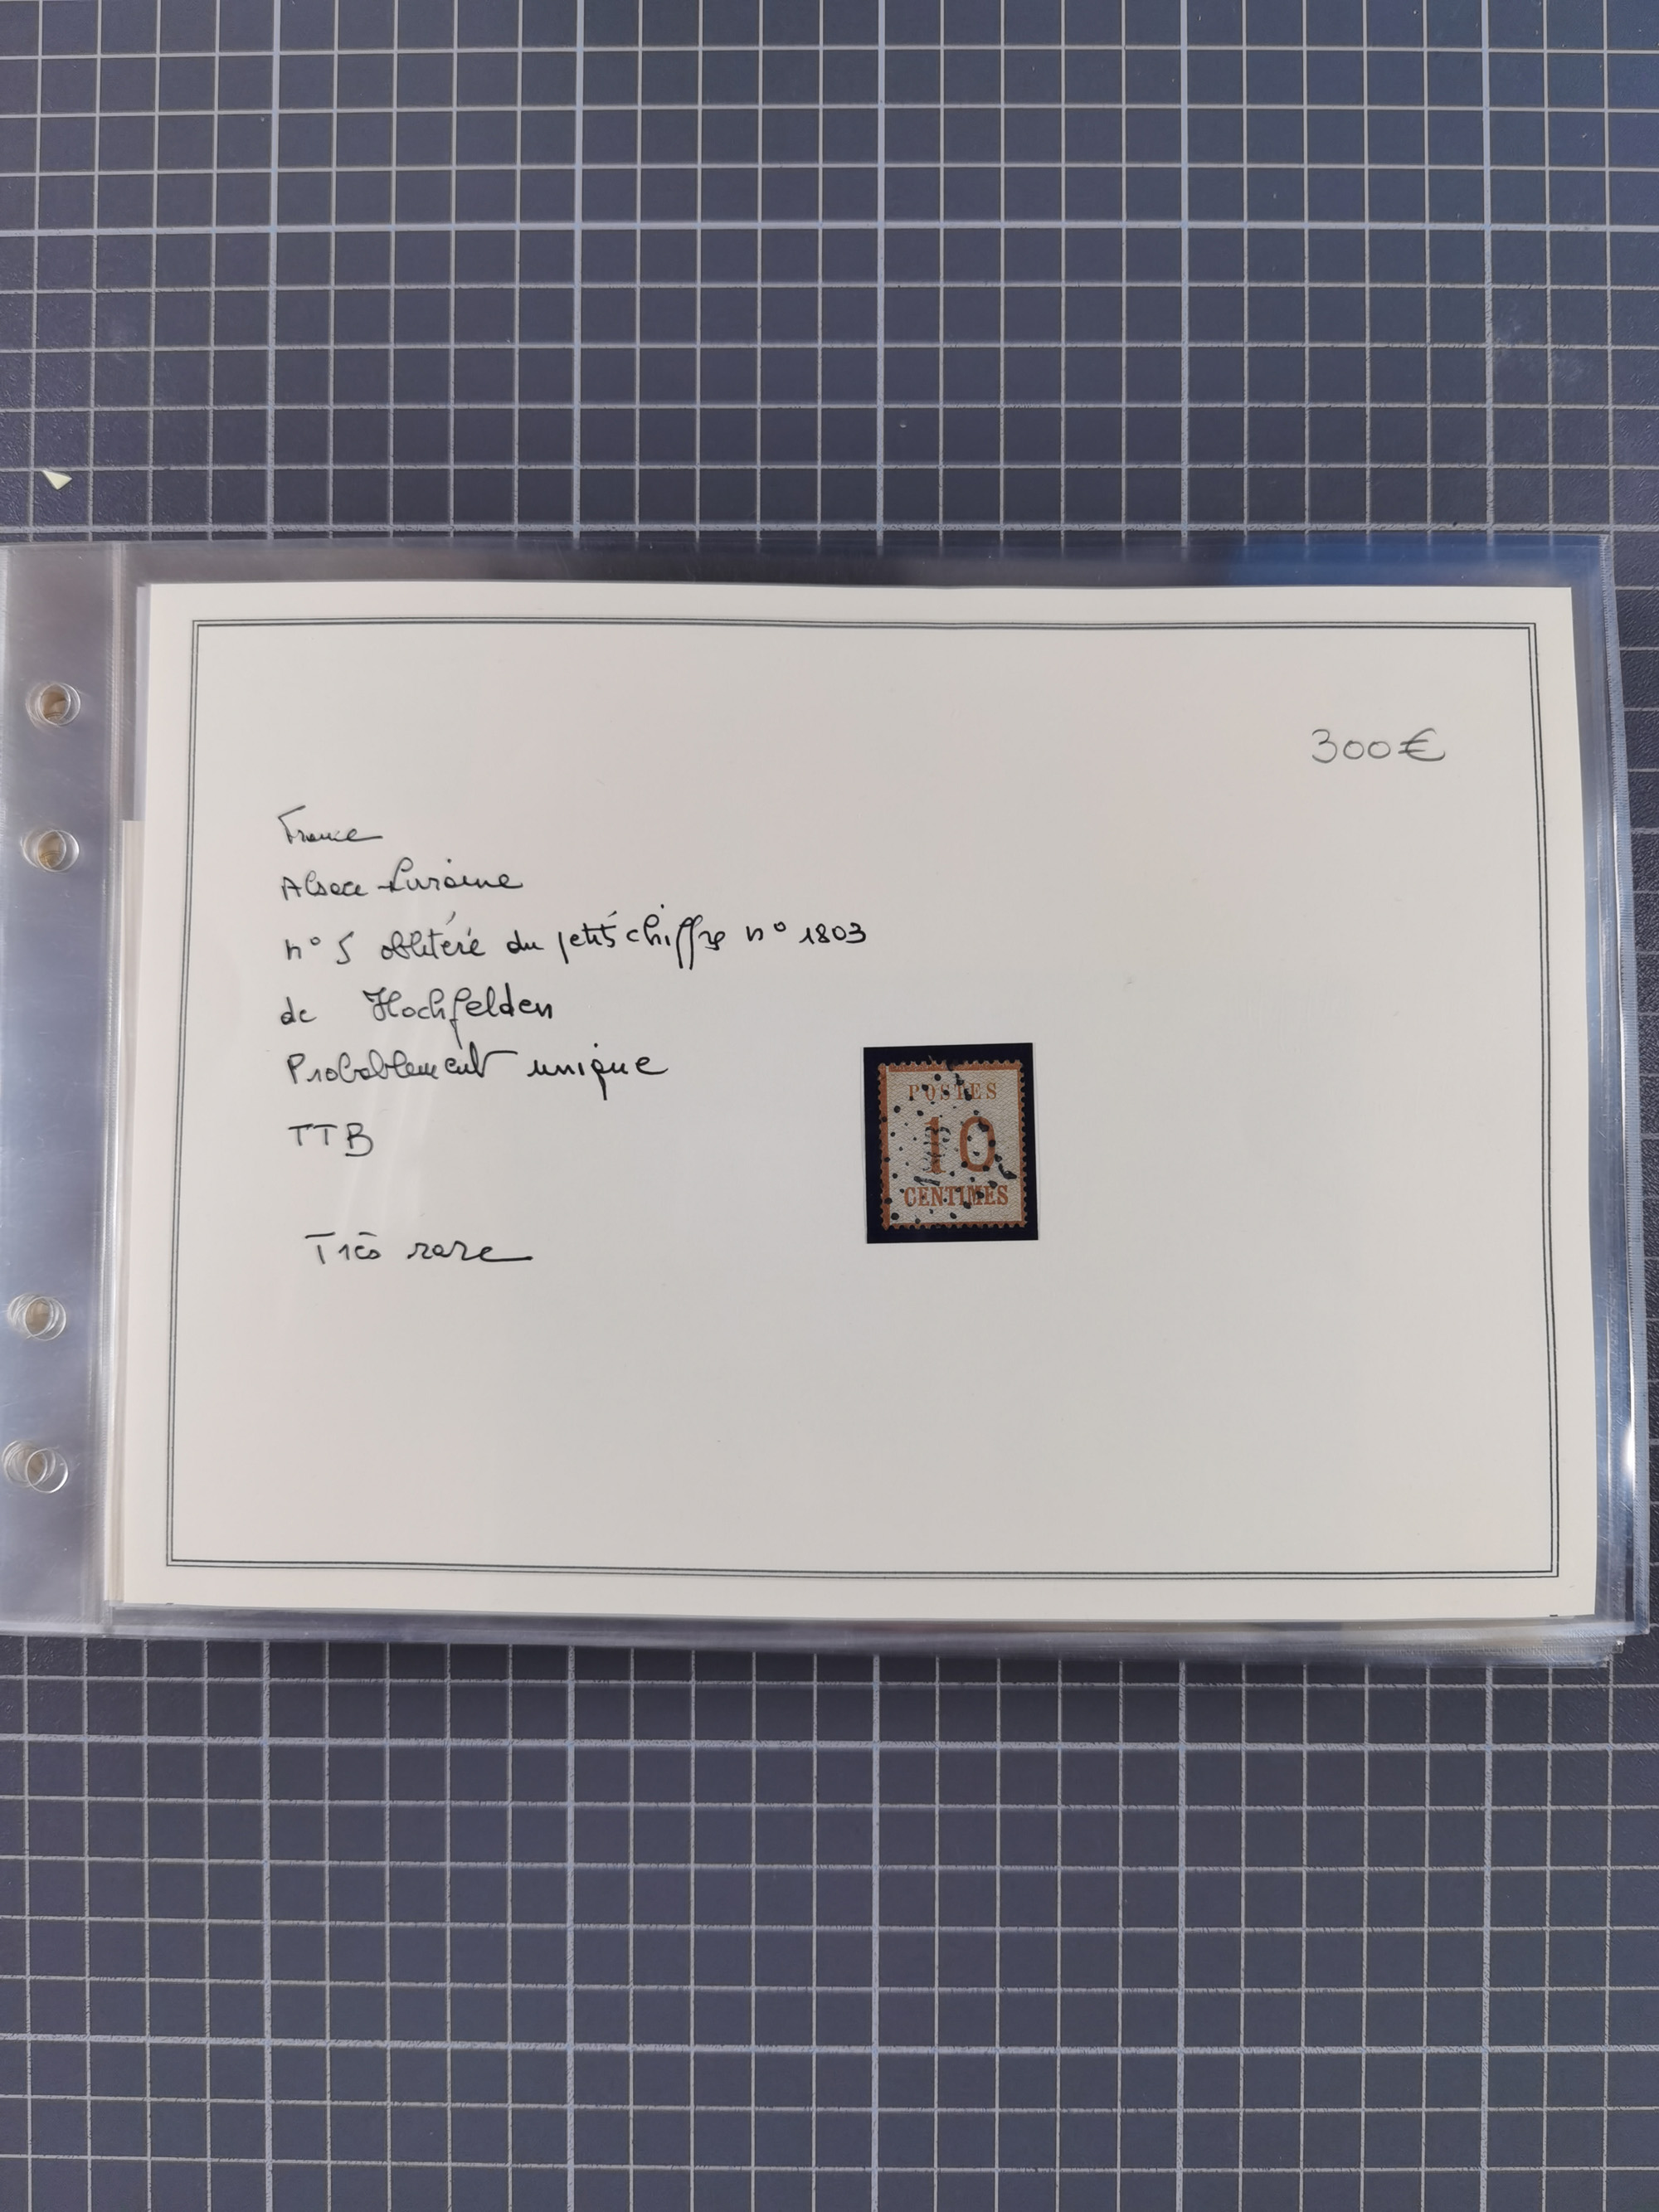 300€
France
Alsace-Lorraine
n° 5 oblitéré du petit chiffre n° 1803
de Hochfelden
Probablement unique
TTB
Très rare
POSTES
10
CENTIMES